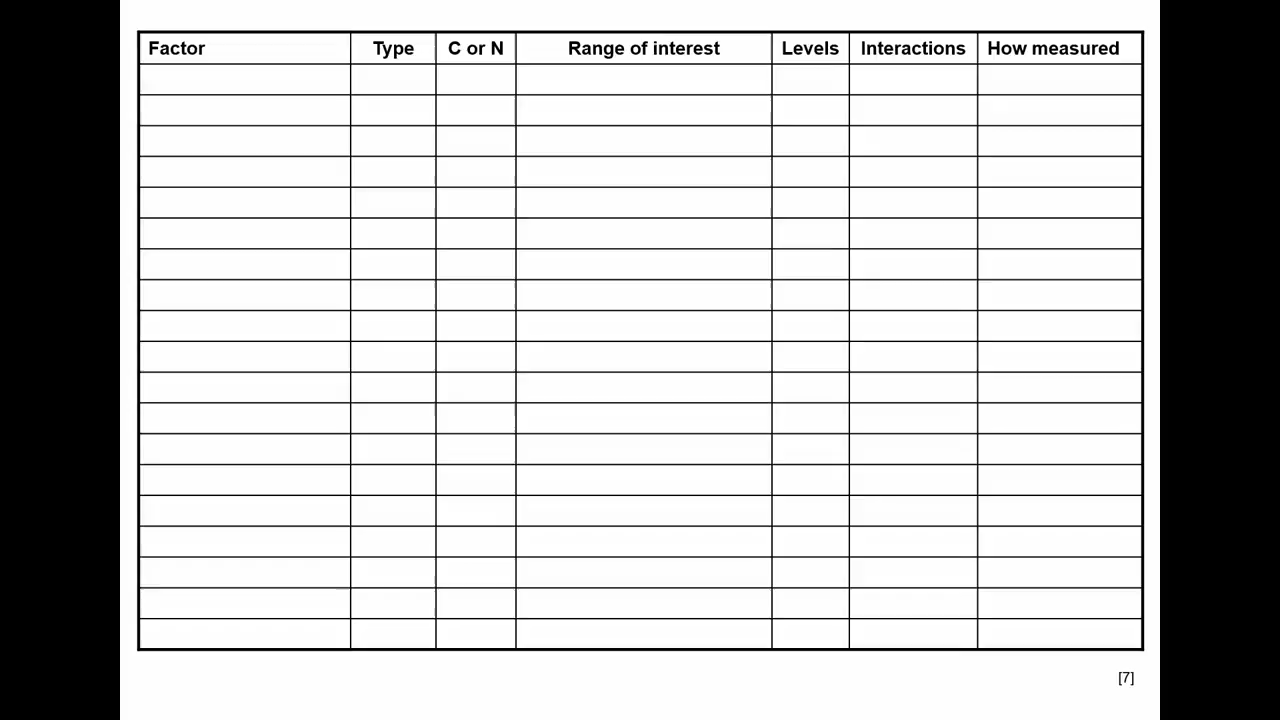 Factor Type C or N Range of interest Levels Interactions How measured
[7]